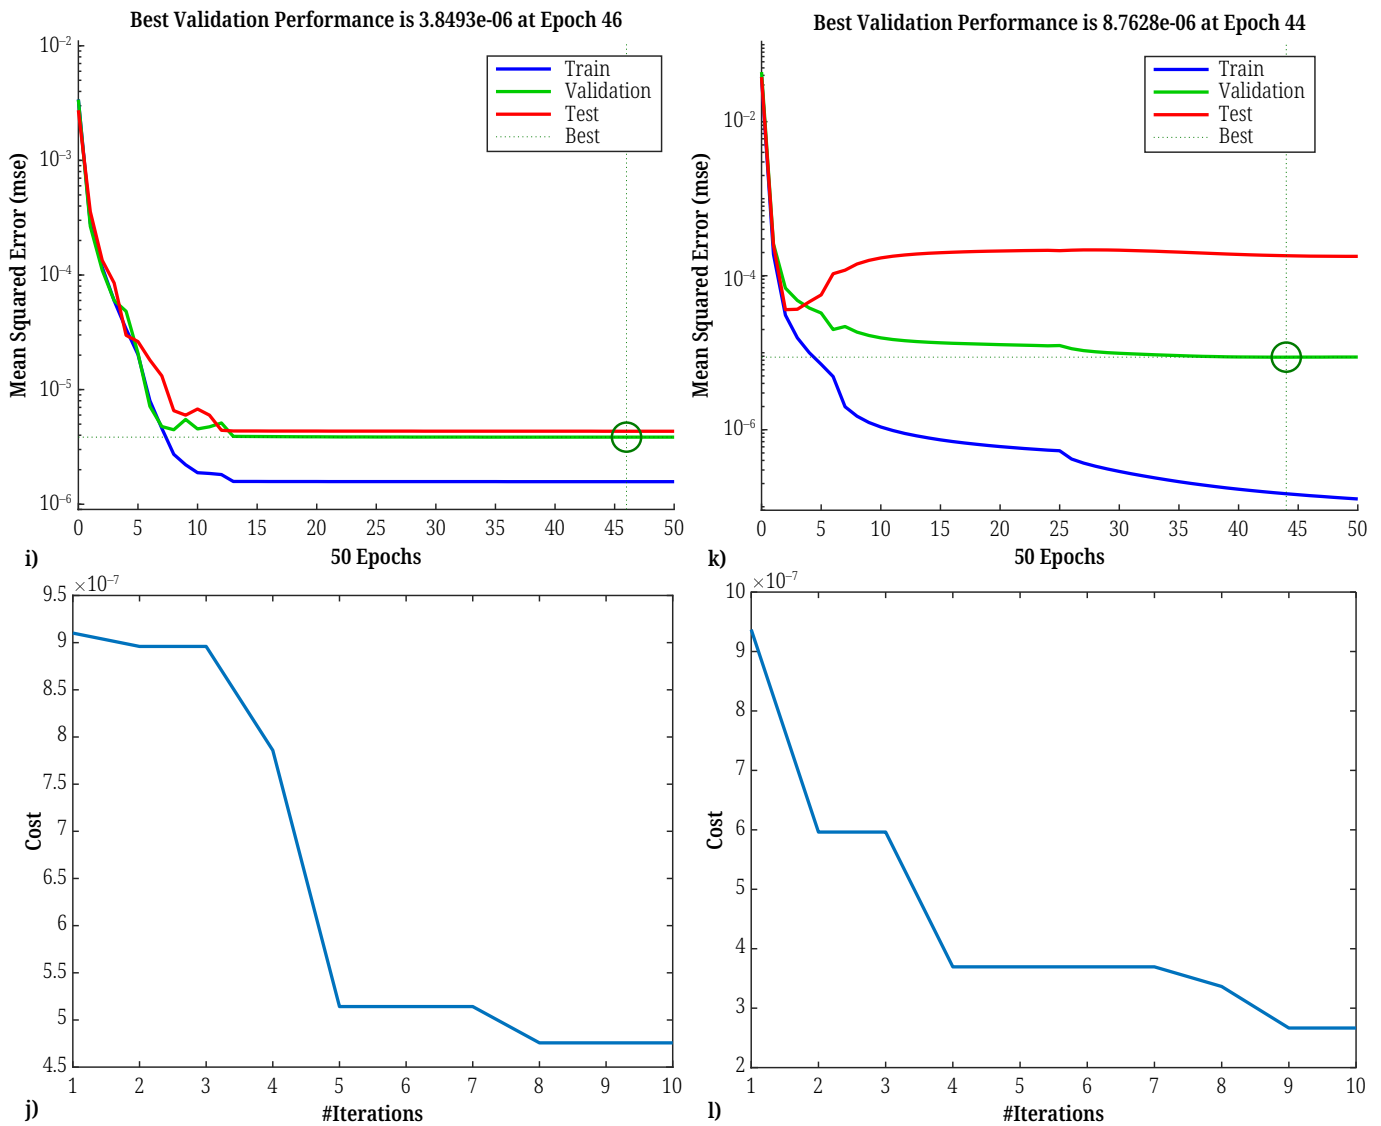 Best Validation Performance is 3.8493e-06 at Epoch 46
Mean Squared Error (mse)
10⁻²
10⁻³
10⁻⁴
10⁻⁵
10⁻⁶
Train
Validation
Test
Best
0 5 10 15 20 25 30 35 40 45 50
50 Epochs
i)
Best Validation Performance is 8.7628e-06 at Epoch 44
Mean Squared Error (mse)
10⁻²
10⁻⁴
10⁻⁶
Train
Validation
Test
Best
0 5 10 15 20 25 30 35 40 45 50
50 Epochs
k)
×10⁻⁷
Cost
9.5
9
8.5
8
7.5
7
6.5
6
5.5
5
4.5
1 2 3 4 5 6 7 8 9 10
#Iterations
j)
×10⁻⁷
Cost
10
9
8
7
6
5
4
3
2
1 2 3 4 5 6 7 8 9 10
#Iterations
l)